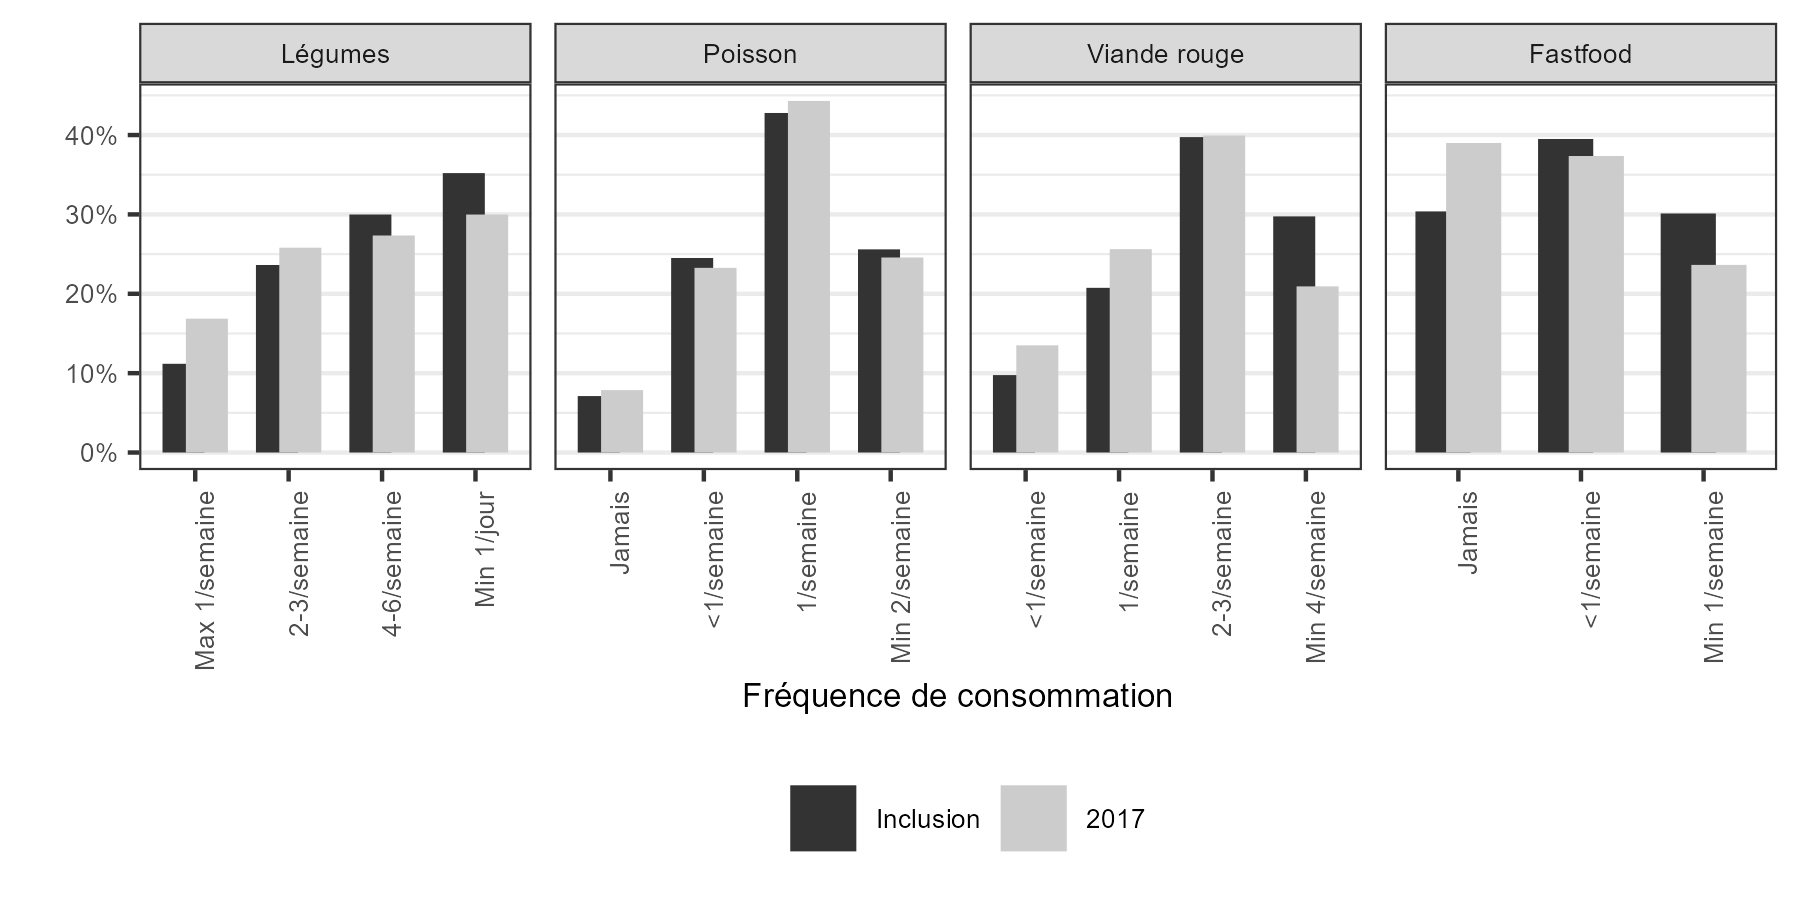 Légumes
Poisson
Viande rouge
Fastfood
40%
30%
20%
10%
0%
Max 1/semaine
2-3/semaine
4-6/semaine
Min 1/jour
Jamais
<1/semaine
1/semaine
Min 2/semaine
<1/semaine
1/semaine
2-3/semaine
Min 4/semaine
Jamais
<1/semaine
Min 1/semaine
Fréquence de consommation
Inclusion
2017